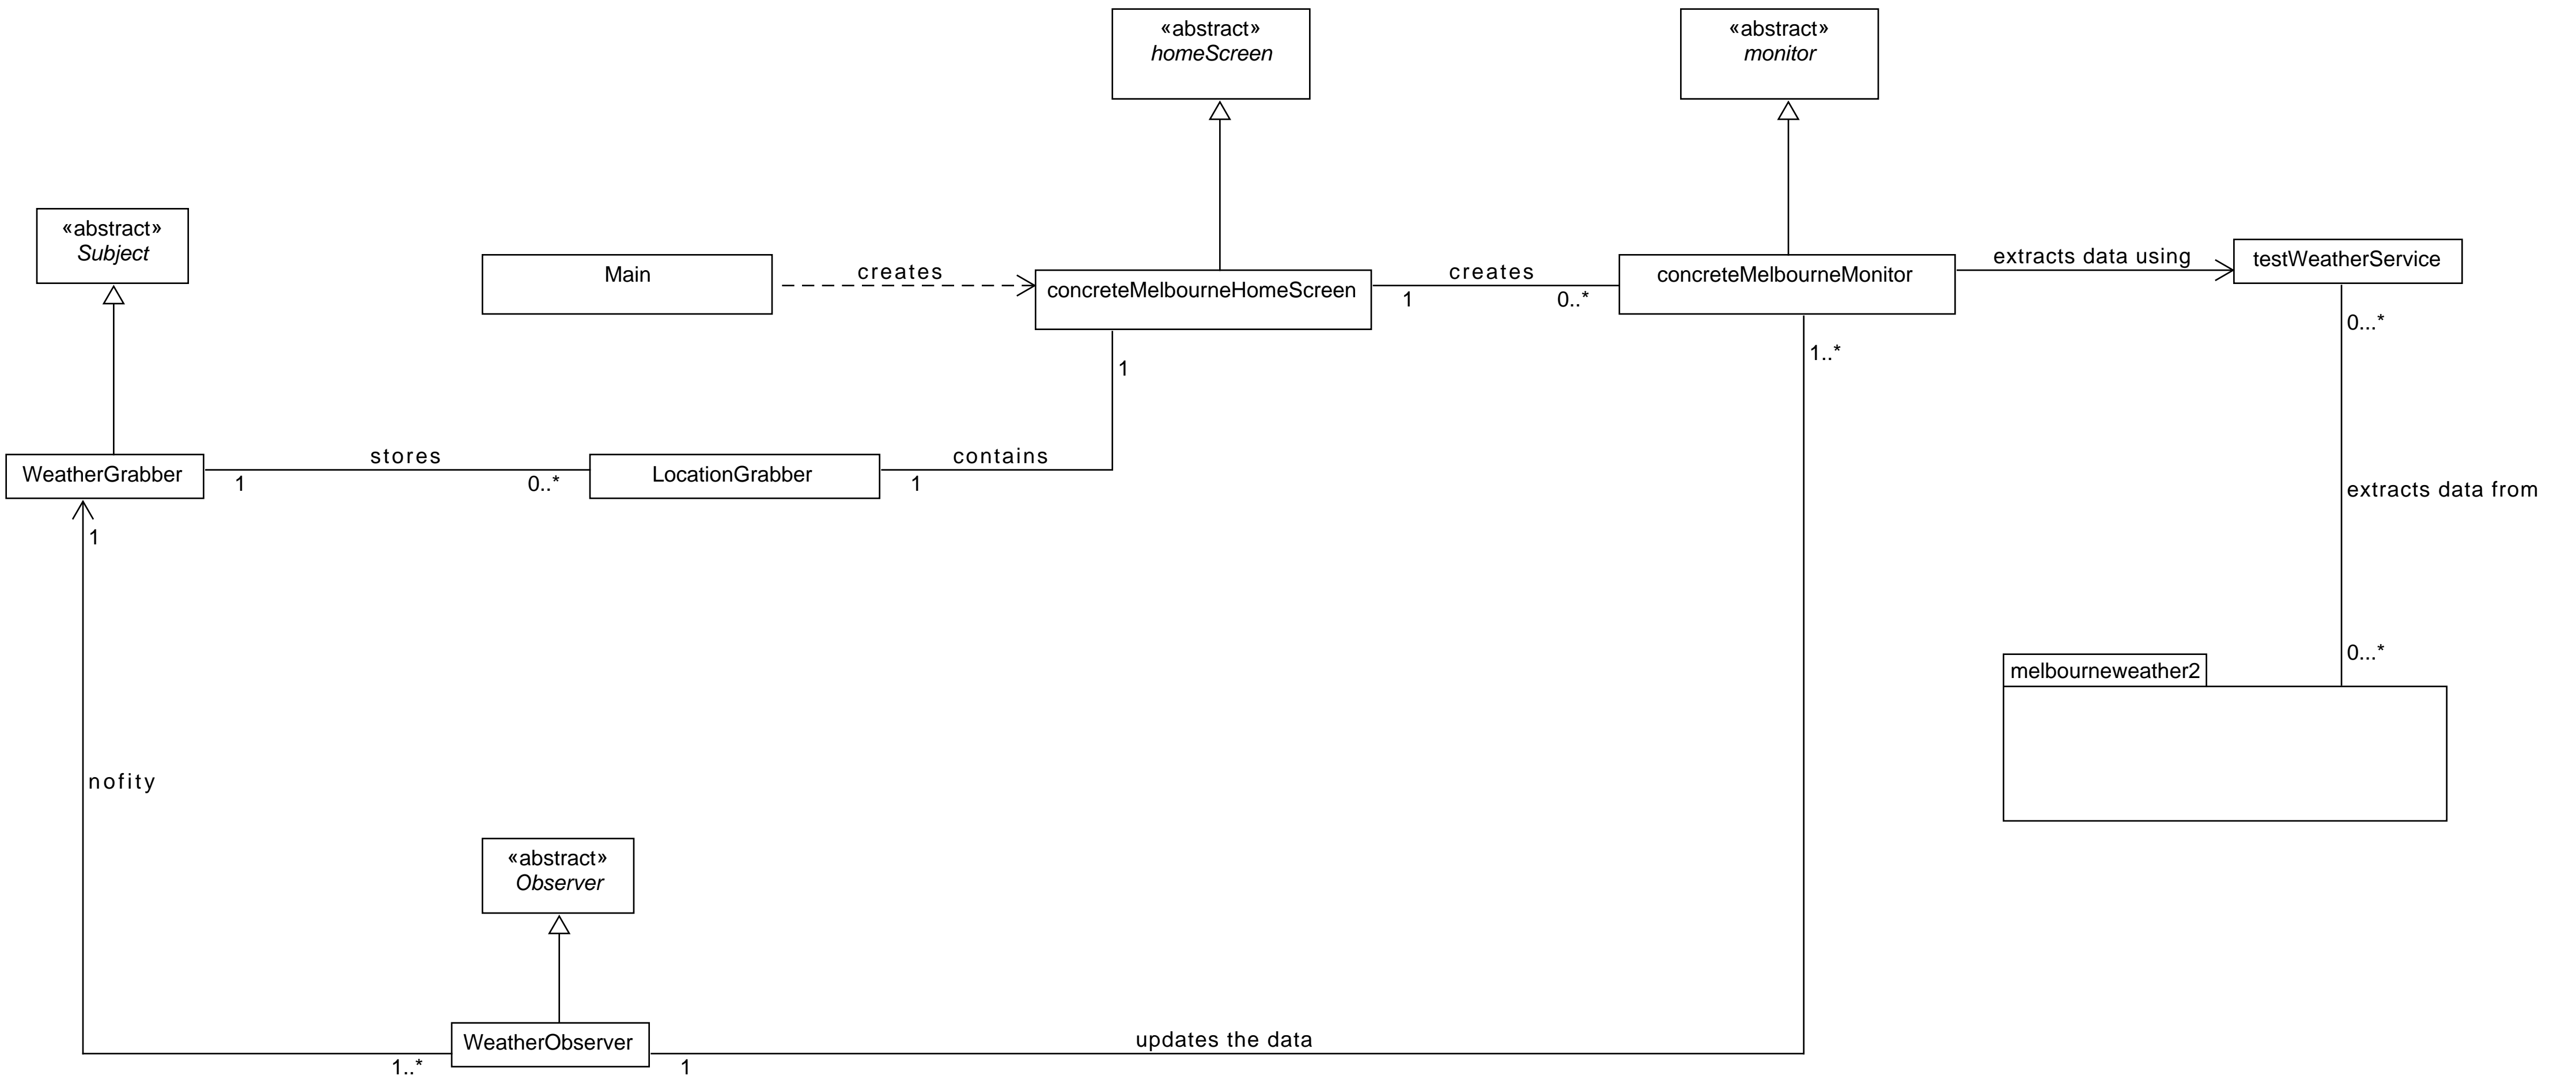 «abstract»
homeScreen
«abstract»
monitor
«abstract»
Subject
Main
creates
concreteMelbourneHomeScreen
creates
1
0..*
concreteMelbourneMonitor
extracts data using
testWeatherService
0...*
1..*
1
WeatherGrabber
stores
1
0..*
LocationGrabber
contains
1
extracts data from
1
0...*
melbourneweather2
nofity
«abstract»
Observer
WeatherObserver
1..*
1
updates the data